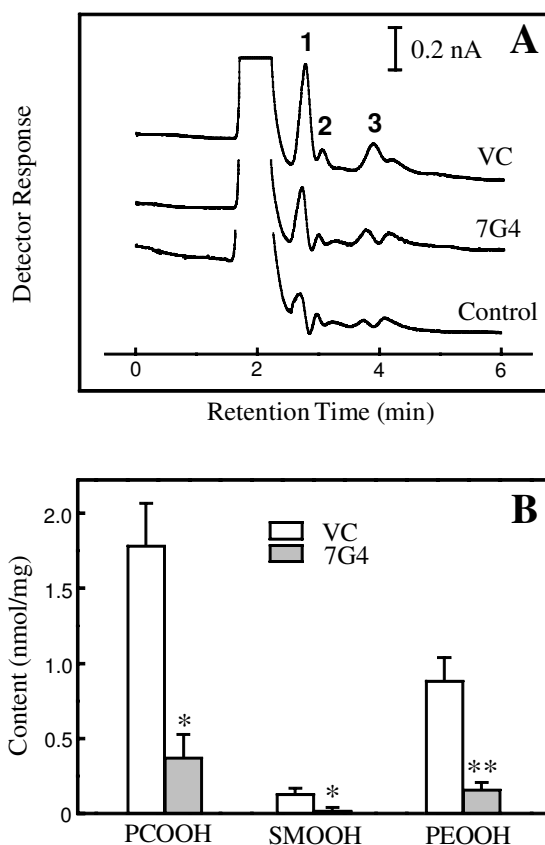 A
0.2 nA
1
2
3
VC
7G4
Control
Detector Response
0
2
4
6
Retention Time (min)
B
VC
7G4
Content (nmol/mg)
2.0
1.5
1.0
0.5
0
*
*
**
PCOOH
SMOOH
PEOOH